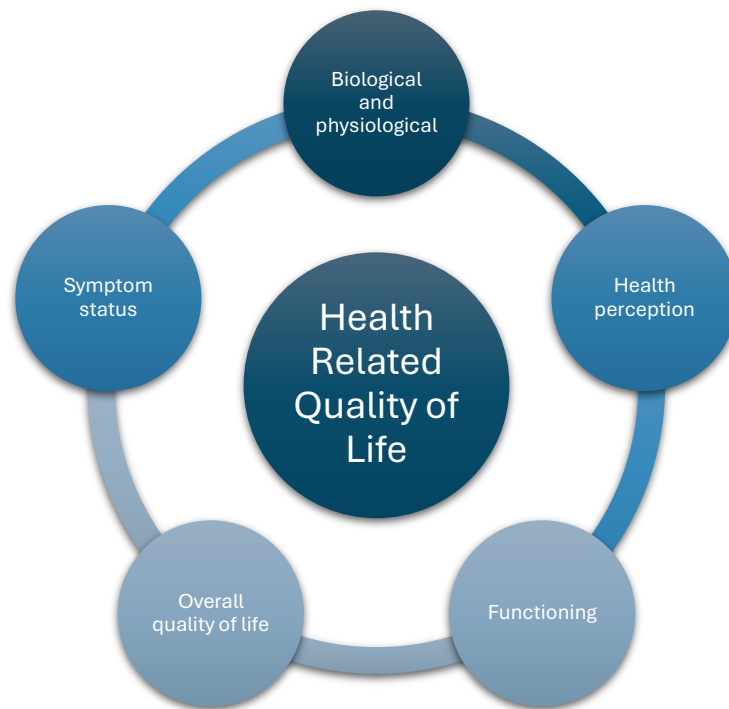 Biological
and
physiological
Symptom
status
Health
perception
Health
Related
Quality of
Life
Overall
quality of life
Functioning